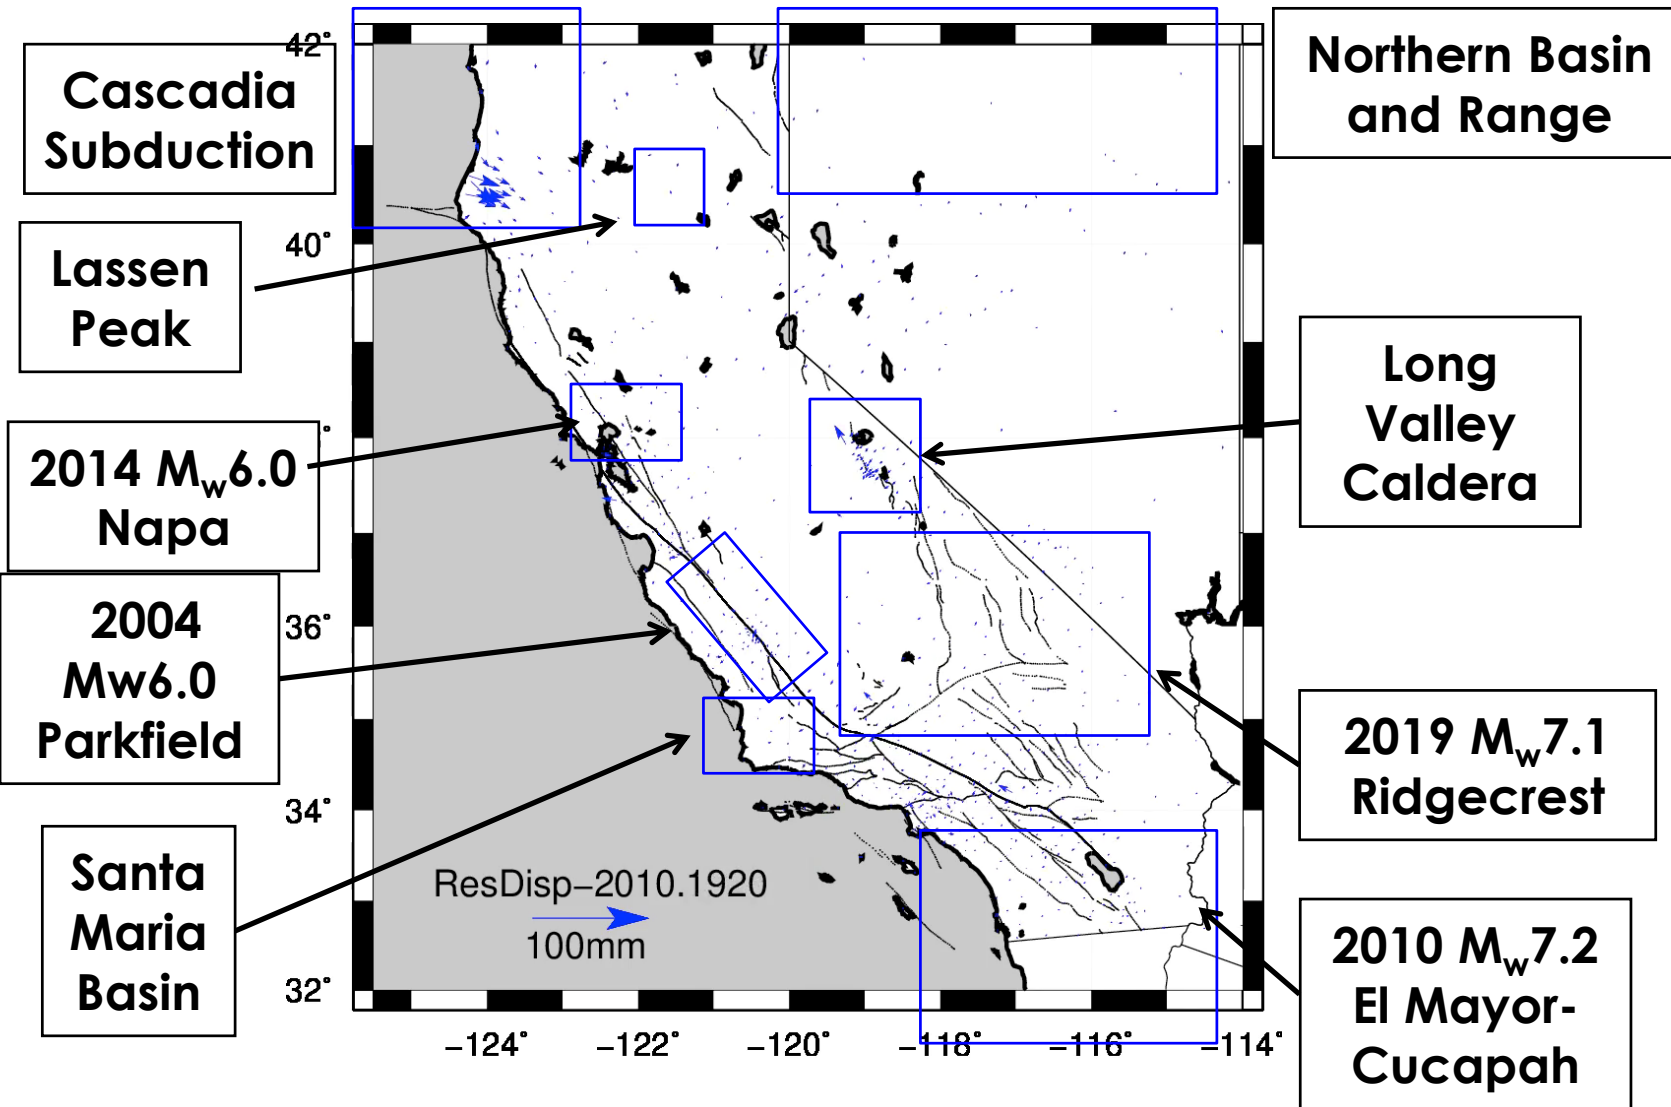 Cascadia
Subduction
Northern Basin
and Range
Lassen
Peak
Long
Valley
Caldera
2014 Mw6.0
Napa
2004
Mw6.0
Parkfield
2019 Mw7.1
Ridgecrest
Santa
Maria
Basin
2010 Mw7.2
El Mayor-
Cucapah
ResDisp−2010.1920
100mm
42°
40°
36°
34°
32°
−124°
−122°
−120°
−118°
−116°
−114°